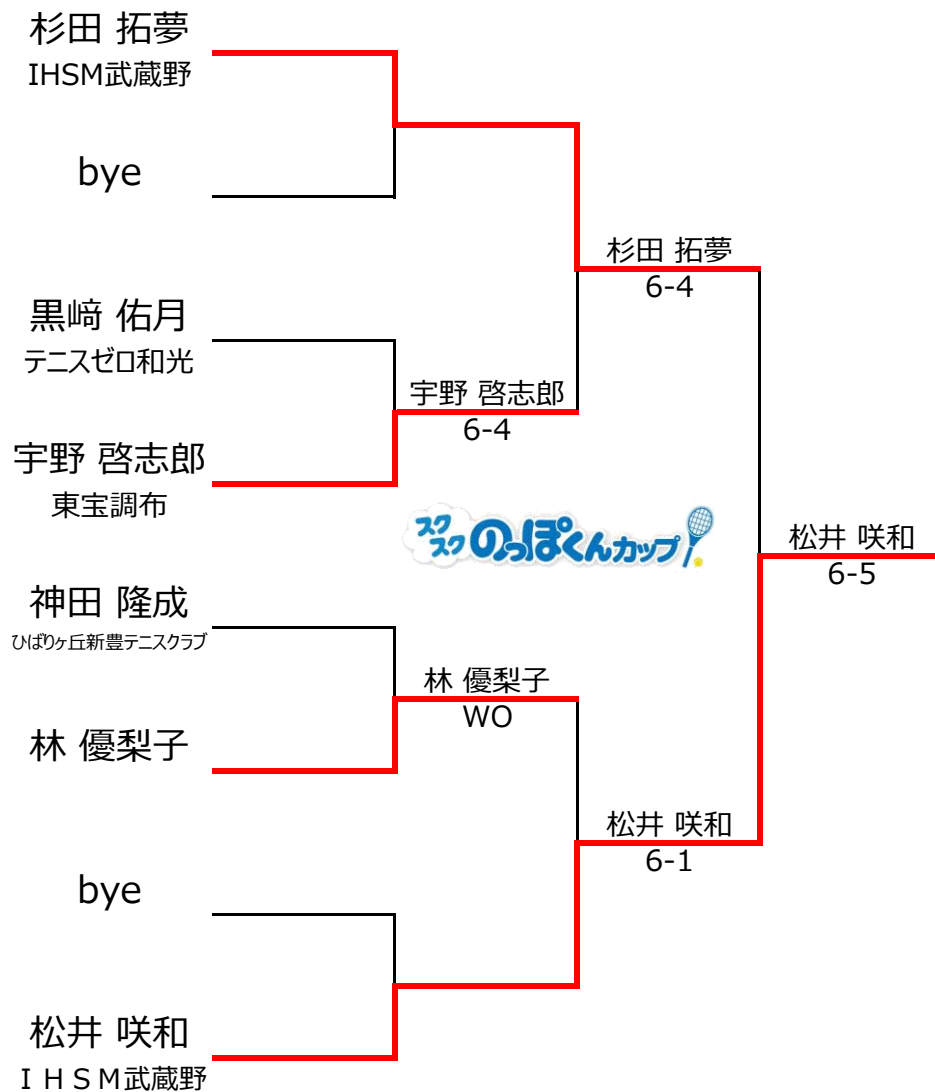 杉田 拓夢
IHSM武蔵野
bye
杉田 拓夢
6-4
黒﨑 佑月
テニスゼロ和光
宇野 啓志郎
6-4
宇野 啓志郎
東宝調布
スクスクのっぽくんカップ
松井 咲和
6-5
神田 隆成
ひばりヶ丘新豊テニスクラブ
林 優梨子
WO
林 優梨子
松井 咲和
6-1
bye
松井 咲和
ＩＨＳＭ武蔵野